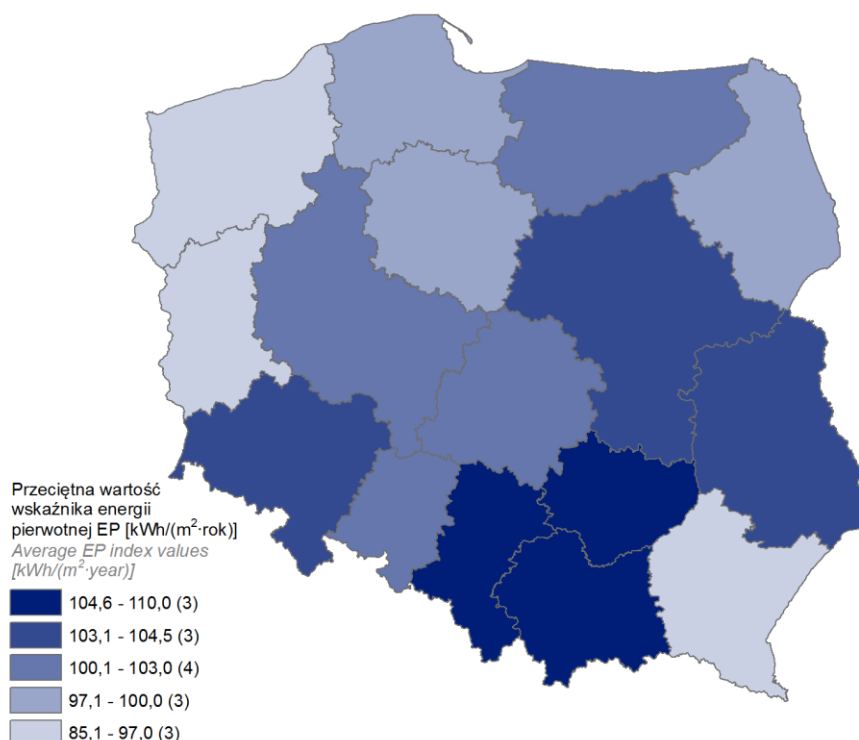 Przeciętna wartość
wskaźnika energii
pierwotnej EP [kWh/(m²·rok)]
Average EP index values
[kWh/(m²·year)]
104,6 - 110,0 (3)
103,1 - 104,5 (3)
100,1 - 103,0 (4)
97,1 - 100,0 (3)
85,1 - 97,0 (3)